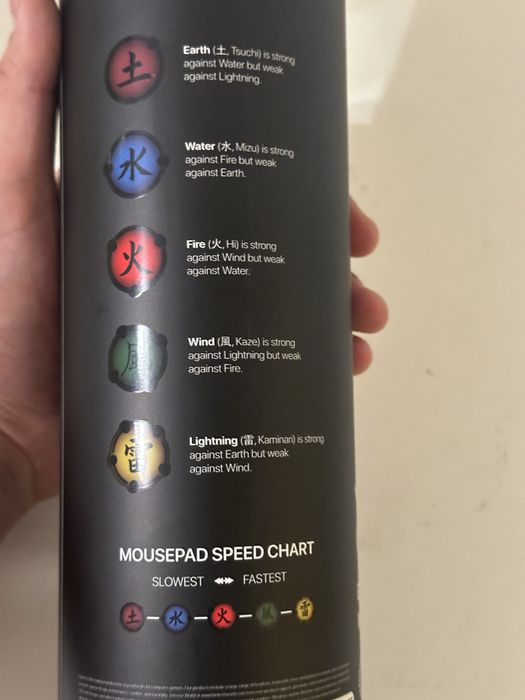 土
Earth (土, Tsuchi) is strong
against Water but weak
against Lightning.
水
Water (水, Mizu) is strong
against Fire but weak
against Earth.
火
Fire (火, Hi) is strong
against Wind but weak
against Water.
風
Wind (風, Kaze) is strong
against Lightning but weak
against Fire.
雷
Lightning (雷, Kaminari) is strong
against Earth but weak
against Wind.
MOUSEPAD SPEED CHART
SLOWEST FASTEST
土 水 火 風 雷